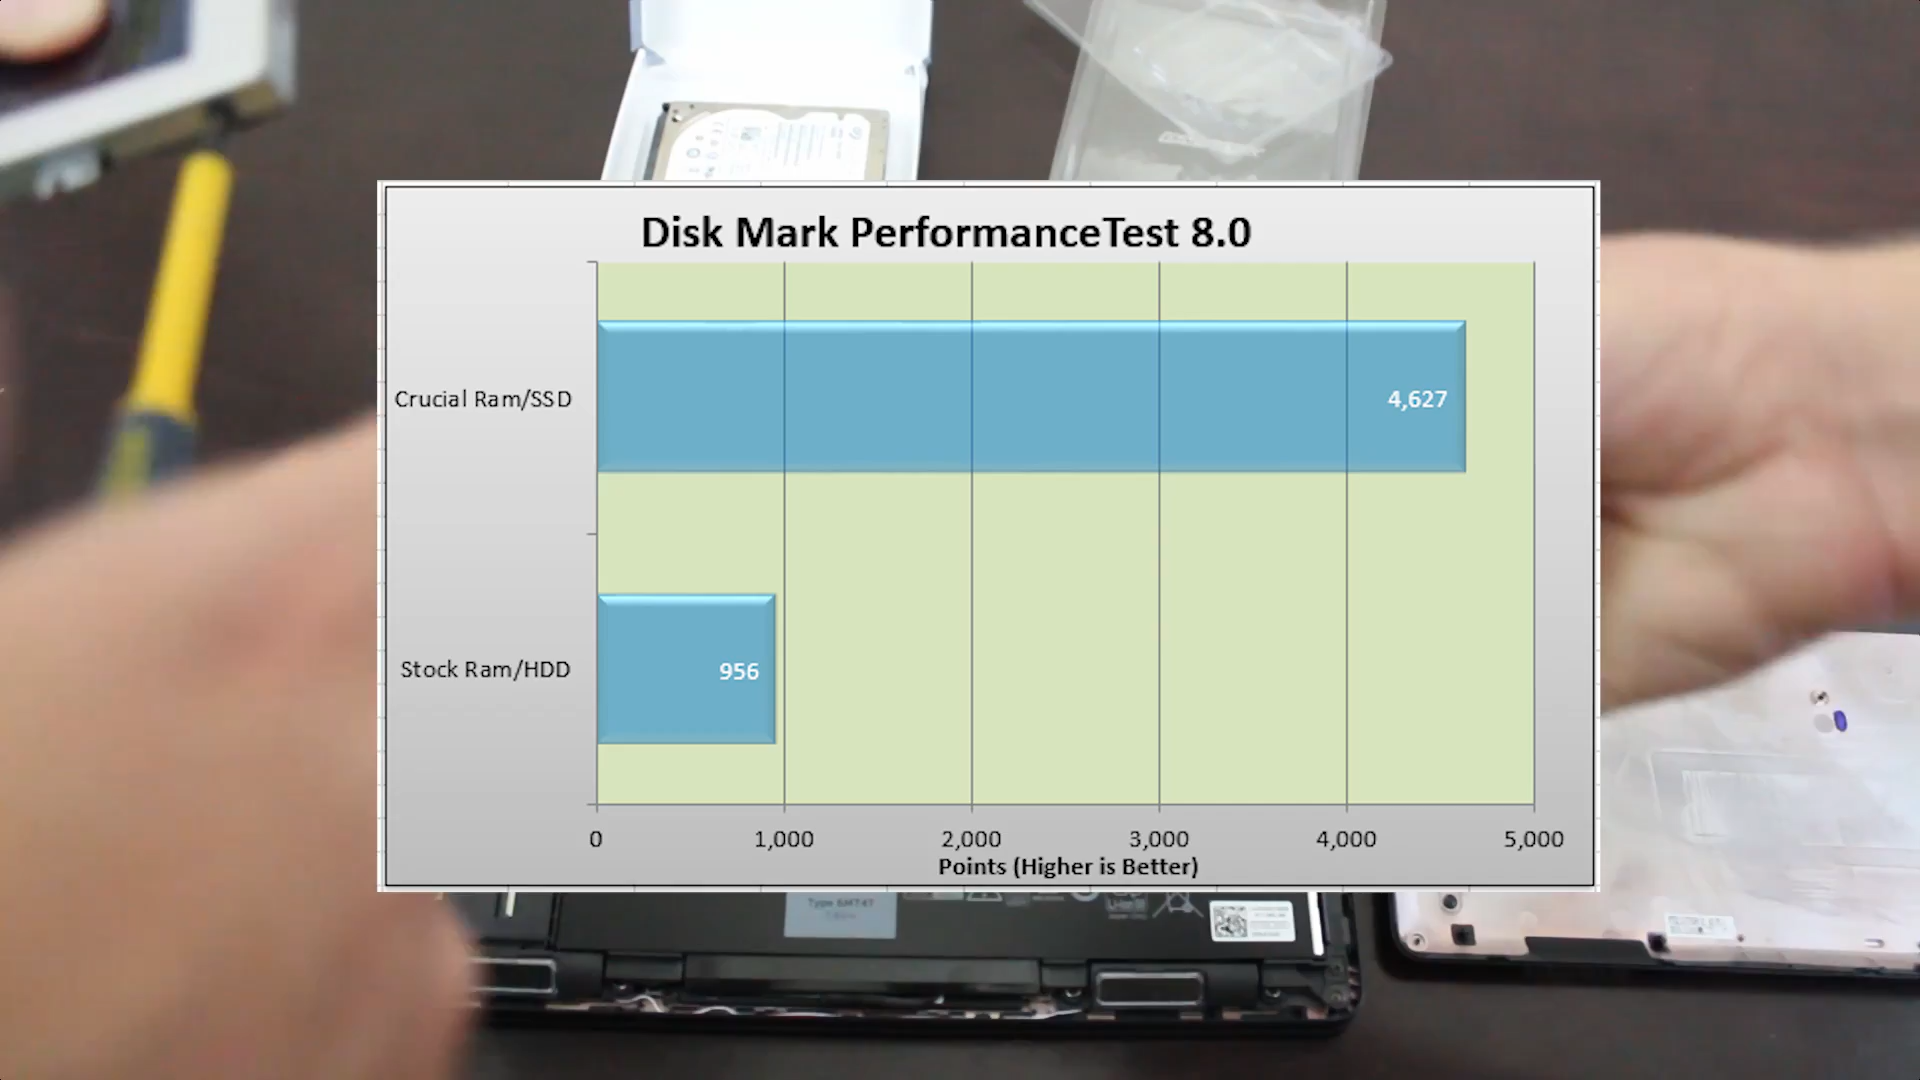 Disk Mark PerformanceTest 8.0
Crucial Ram/SSD
4,627
Stock Ram/HDD
956
0 1,000 2,000 3,000 4,000 5,000
Points (Higher is Better)